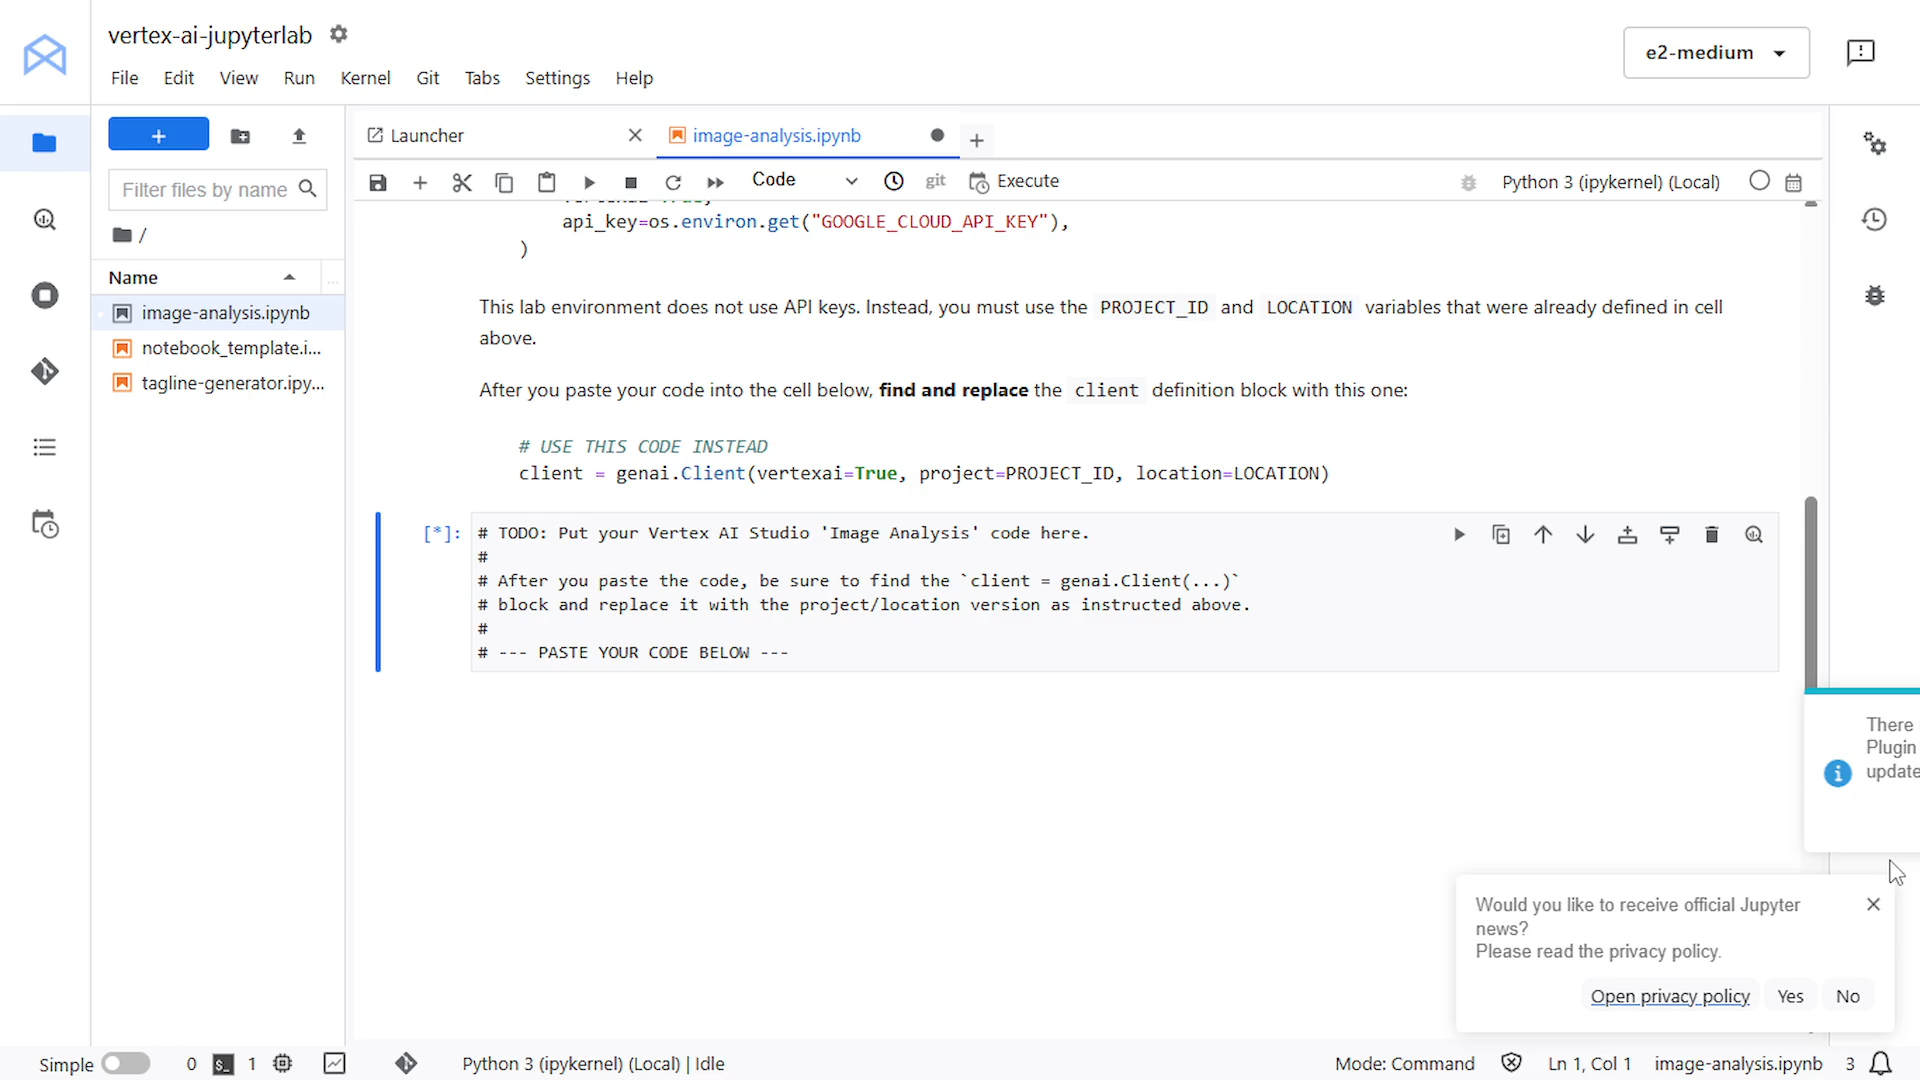 vertex-ai-jupyterlab
File Edit View Run Kernel Git Tabs Settings Help
e2-medium
+
Filter files by name
/
Name
...
image-analysis.ipynb
notebook_template.i...
tagline-generator.ipy...
Launcher
image-analysis.ipynb
Code
git
Execute
Python 3 (ipykernel) (Local)
api_key=os.environ.get("GOOGLE_CLOUD_API_KEY"),
)
This lab environment does not use API keys. Instead, you must use the PROJECT_ID and LOCATION variables that were already defined in cell
above.
After you paste your code into the cell below, find and replace the client definition block with this one:
# USE THIS CODE INSTEAD
client = genai.Client(vertexai=True, project=PROJECT_ID, location=LOCATION)
[*]:
# TODO: Put your Vertex AI Studio 'Image Analysis' code here.
#
# After you paste the code, be sure to find the `client = genai.Client(...)`
# block and replace it with the project/location version as instructed above.
#
# --- PASTE YOUR CODE BELOW ---
There
Plugin
update
Would you like to receive official Jupyter
news?
Please read the privacy policy.
Open privacy policy Yes No
Simple 0 1 Python 3 (ipykernel) (Local) | Idle Mode: Command Ln 1, Col 1 image-analysis.ipynb 3